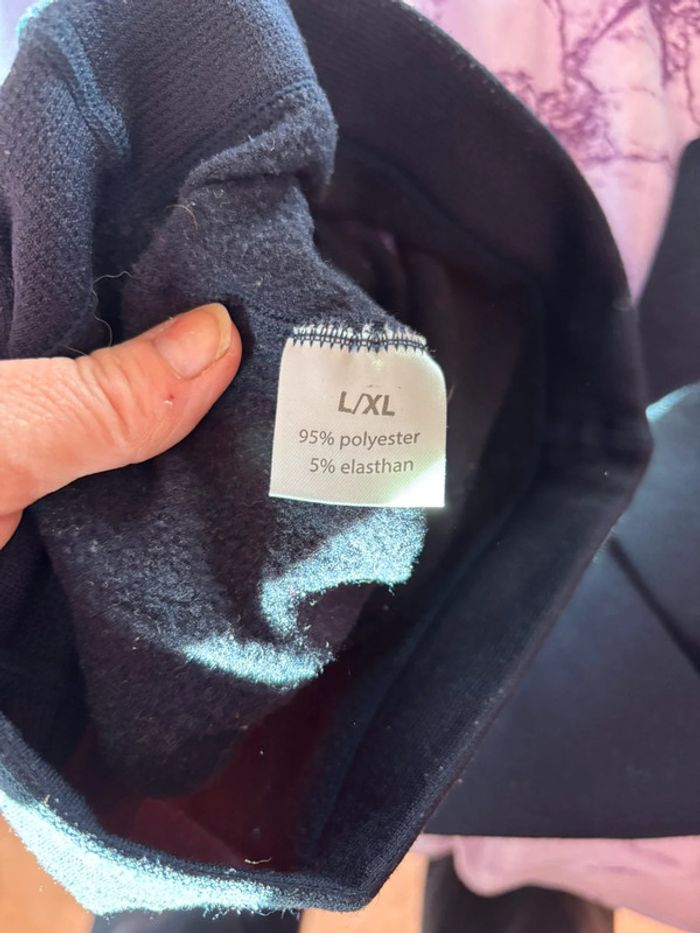 L/XL
95% polyester
5% elasthan